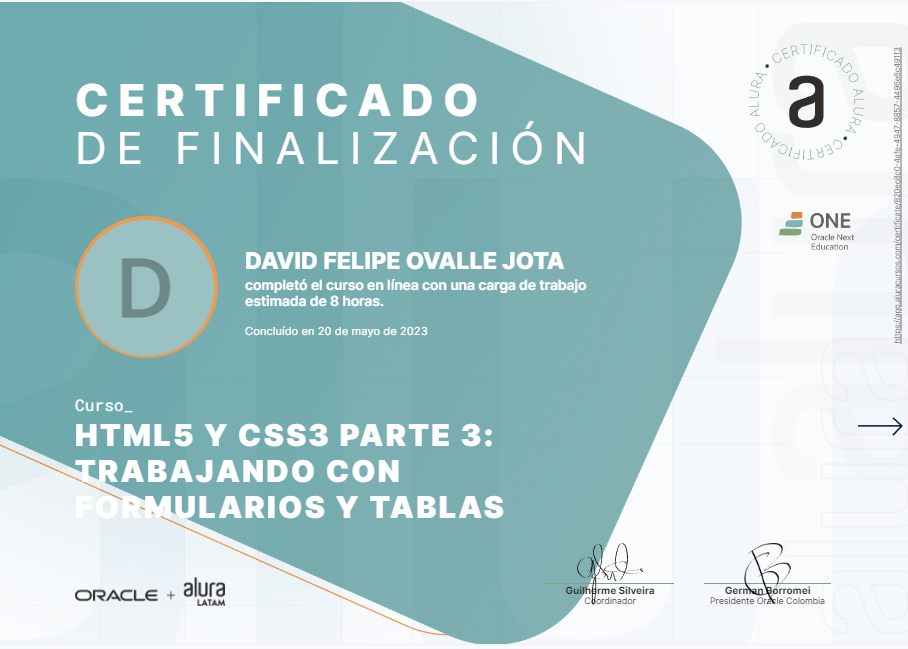 CERTIFICADO
DE FINALIZACIÓN
D
DAVID FELIPE OVALLE JOTA
completó el curso en línea con una carga de trabajo
estimada de 8 horas.
Concluído en 20 de mayo de 2023
Curso_
HTML5 Y CSS3 PARTE 3:
TRABAJANDO CON
FORMULARIOS Y TABLAS
ORACLE + alura
LATAM
Guilherme Silveira
Coordinador
German Borromei
Presidente Oracle Colombia
• CERTIFICADO ALURA • CERTIFICADO ALURA
a
ONE
Oracle Next
Education